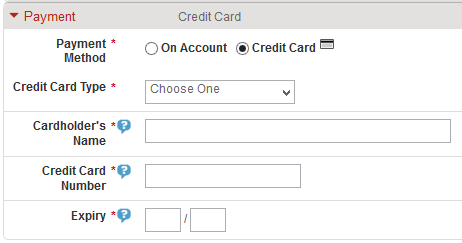 Payment Credit Card
Payment * On Account Credit Card
Method
Credit Card Type * Choose One
Cardholder's * ?
Name
Credit Card * ?
Number
Expiry * ? /